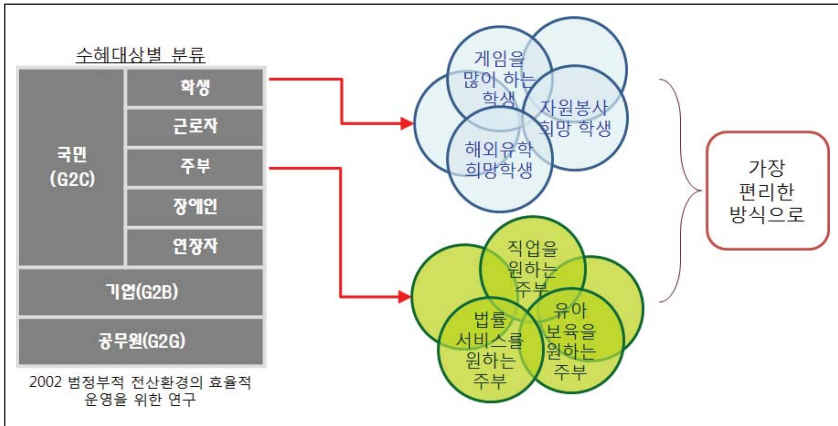 수혜대상별 분류
국민
(G2C)
학생
근로자
주부
장애인
연장자
기업(G2B)
공무원(G2G)
2002 범정부적 전산환경의 효율적
운영을 위한 연구
게임을
많이 하는
학생
자원봉사
희망 학생
해외유학
희망학생
직업을
원하는
주부
법률
서비스를
원하는
주부
유아
보육을
원하는
주부
가장
편리한
방식으로